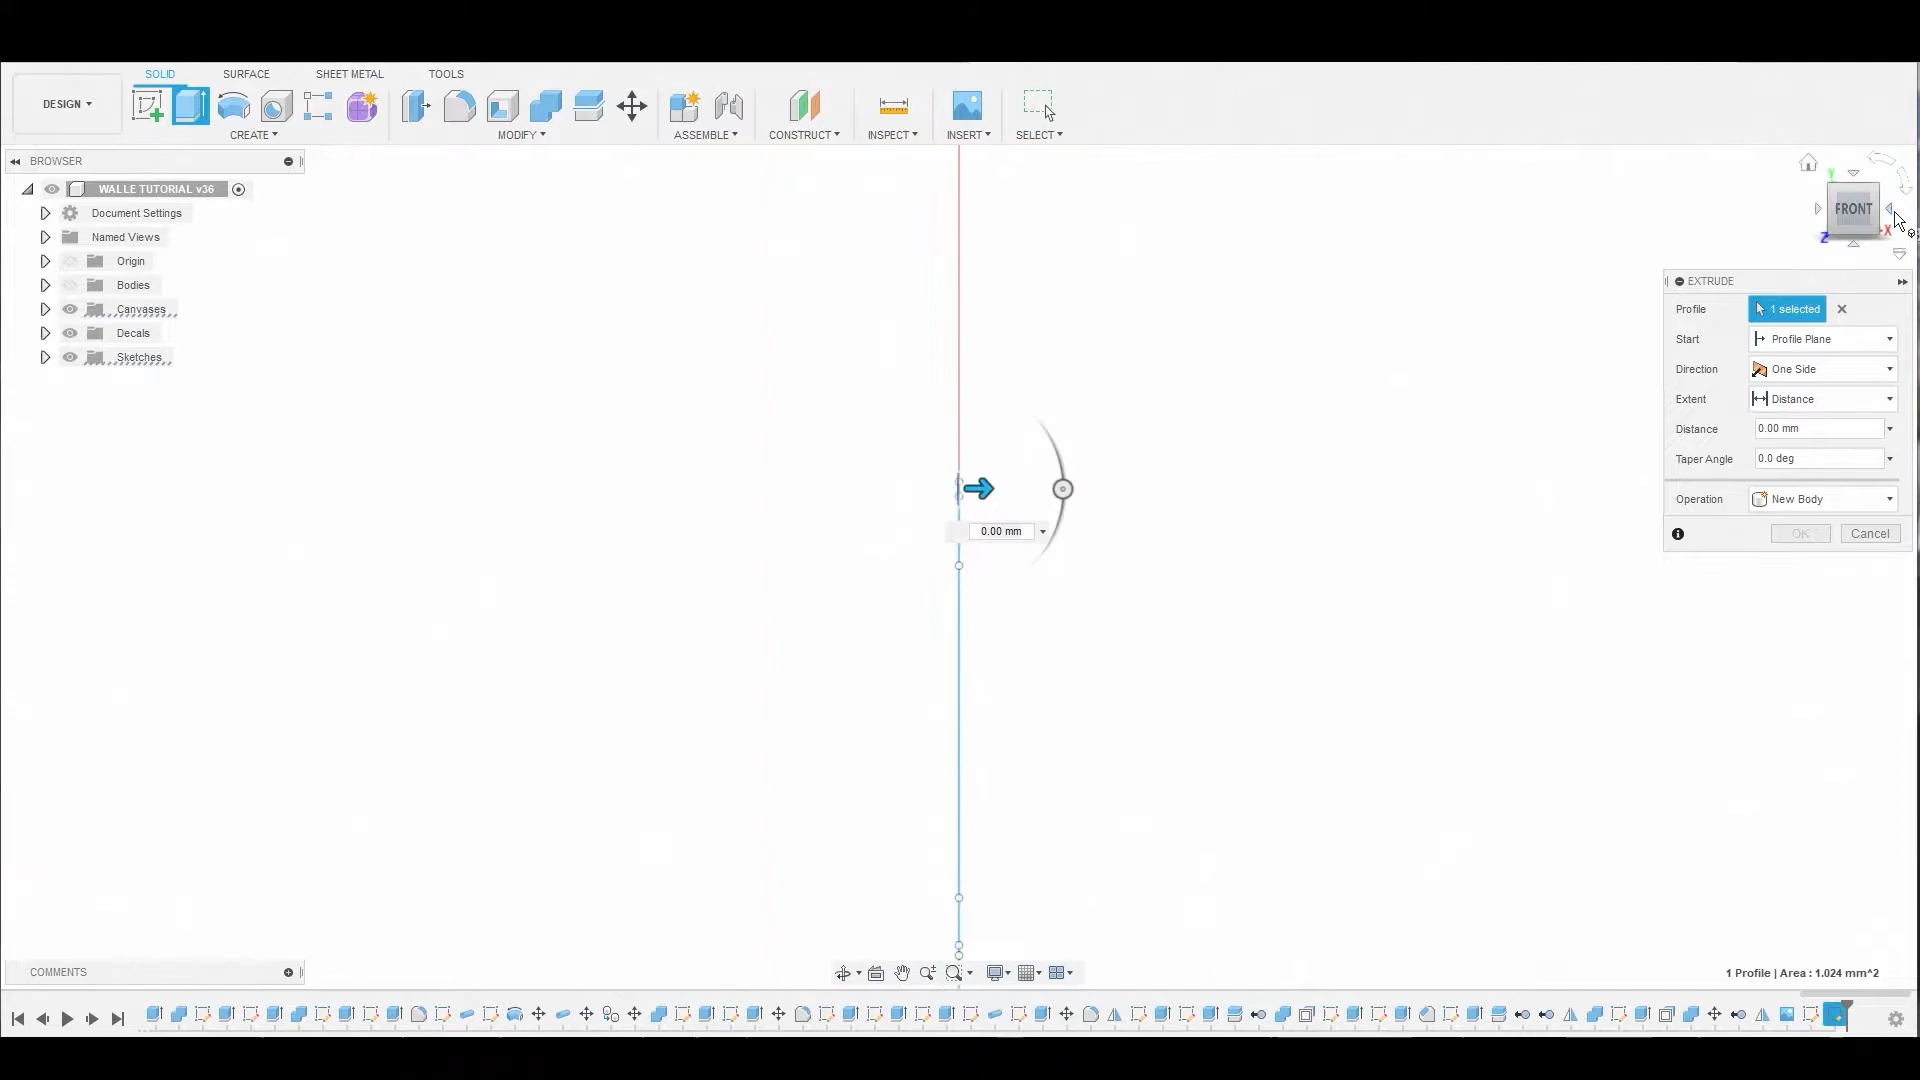 SOLID SURFACE SHEET METAL TOOLS
DESIGN
CREATE MODIFY ASSEMBLE CONSTRUCT INSPECT INSERT SELECT
BROWSER
WALLE TUTORIAL v36
Document Settings
Named Views
Origin
Bodies
Canvases
Decals
Sketches
Y
FRONT
Z
-X
EXTRUDE
Profile 1 selected
Start Profile Plane
Direction One Side
Extent Distance
Distance 0.00 mm
Taper Angle 0.0 deg
Operation New Body
OK Cancel
0.00 mm
COMMENTS
1 Profile | Area : 1.024 mm^2